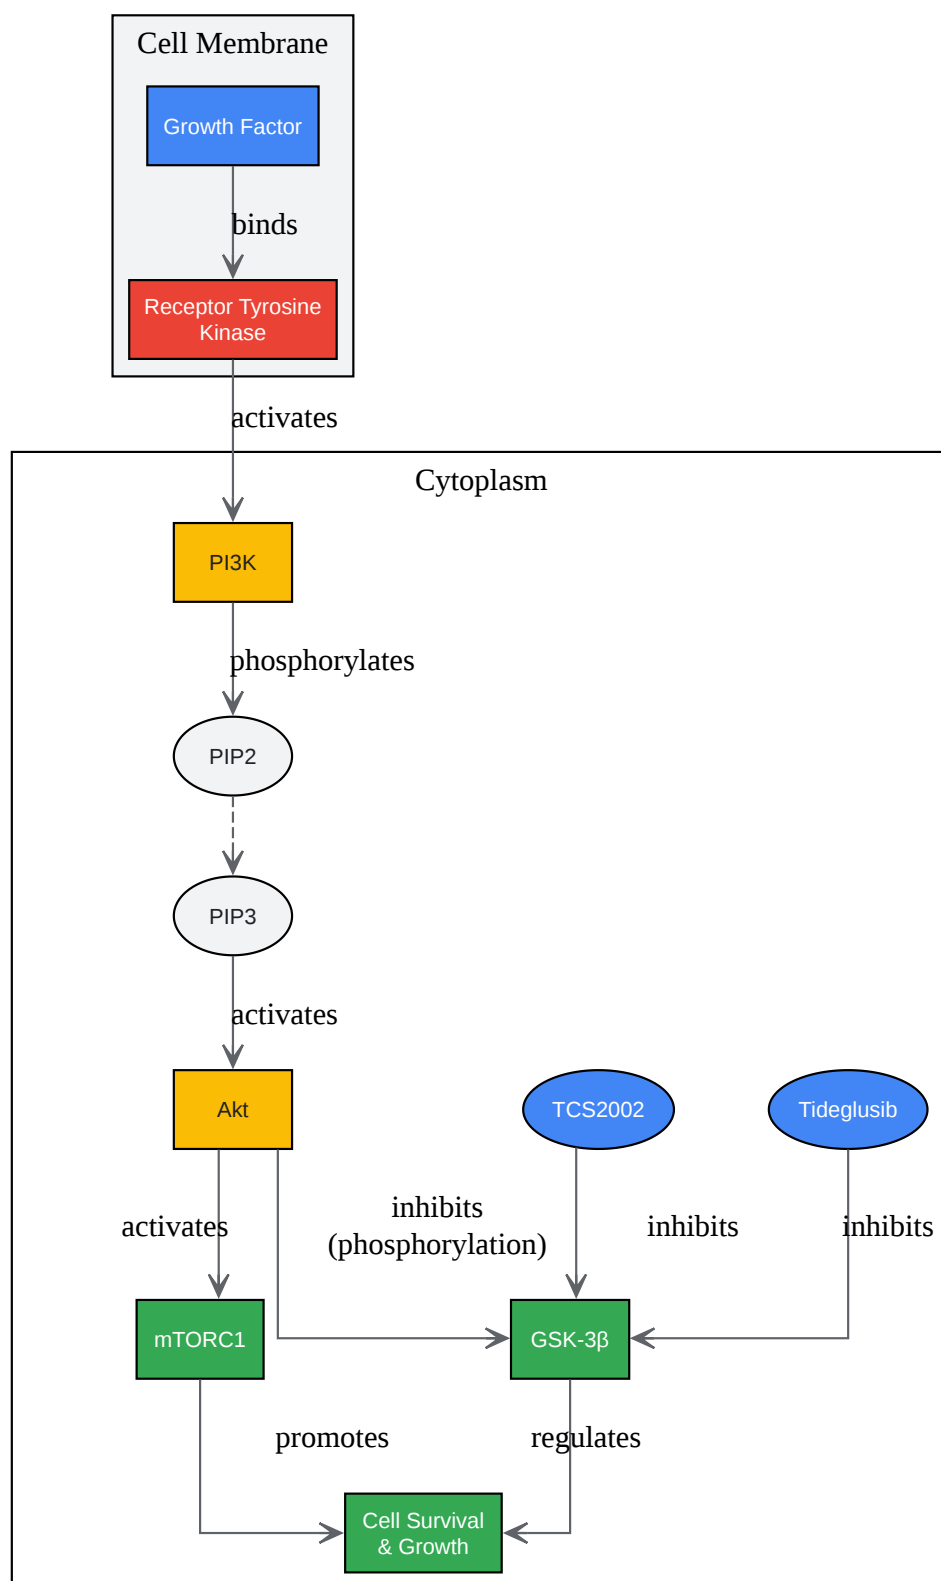 Cell Membrane
Growth Factor
binds
Receptor Tyrosine
Kinase
activates
Cytoplasm
PI3K
phosphorylates
PIP2
PIP3
activates
Akt
TCS2002
Tideglusib
activates
inhibits
(phosphorylation)
inhibits
inhibits
mTORC1
GSK-3β
promotes
regulates
Cell Survival
& Growth